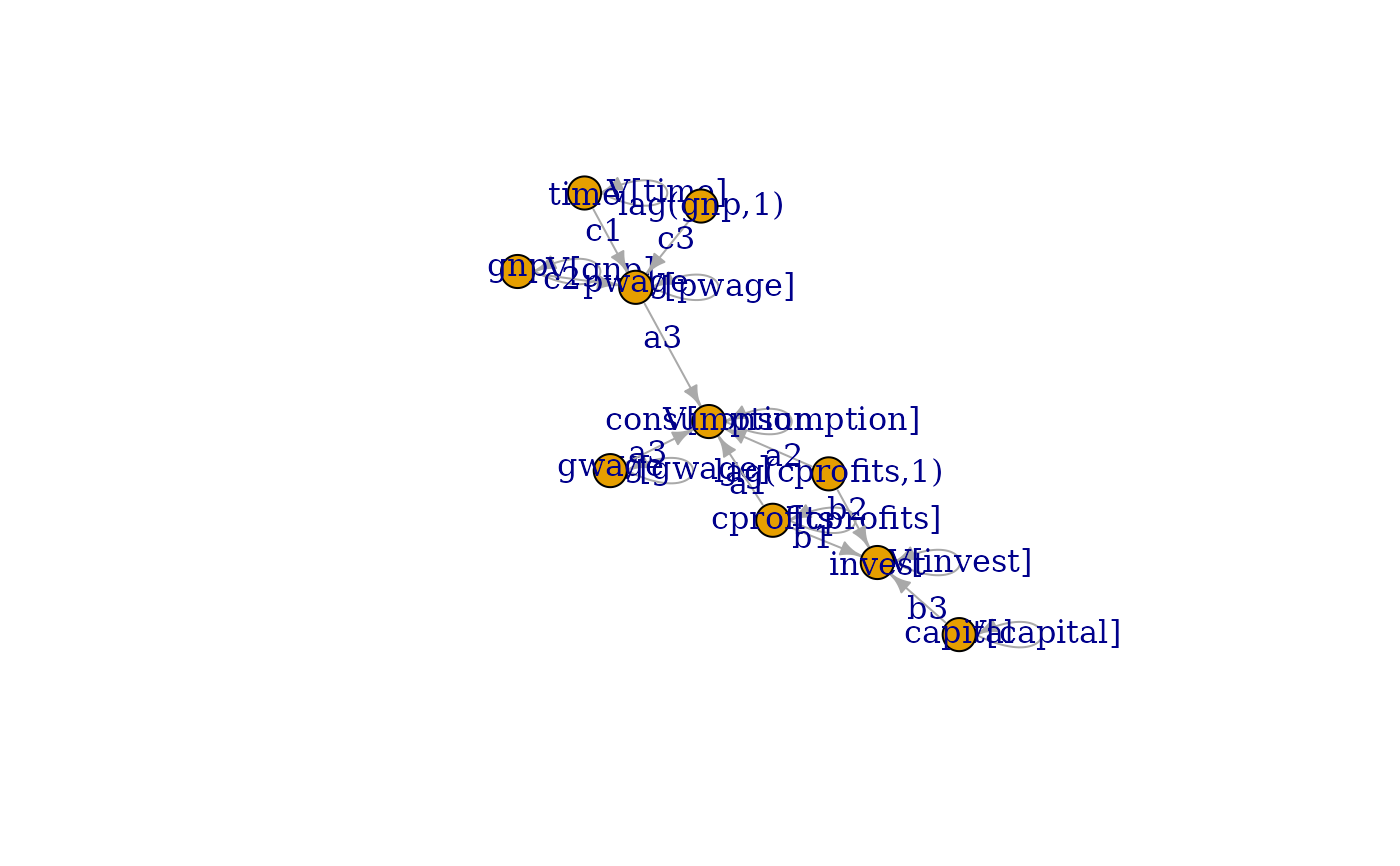 time
V[time]
lag(gnp,1)
c1
c3
gnp
V[gnp]
c2
pwage
V[pwage]
a3
consumption
V[consumption]
a3
a2
gwage
V[gwage]
lag(cprofits,1)
a1
b2
cprofits
V[cprofits]
b1
invest
V[invest]
b3
capital
V[capital]